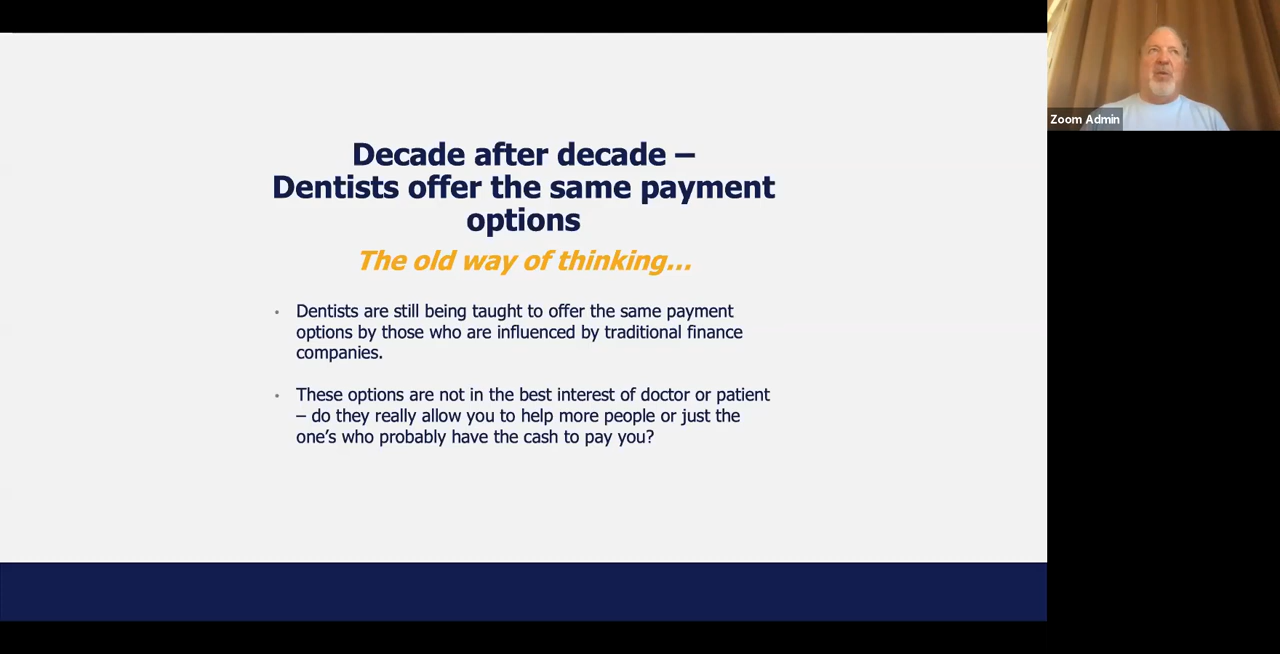 Decade after decade –
Dentists offer the same payment
options
The old way of thinking...
• Dentists are still being taught to offer the same payment
options by those who are influenced by traditional finance
companies.
• These options are not in the best interest of doctor or patient
– do they really allow you to help more people or just the
one’s who probably have the cash to pay you?
Zoom Admin